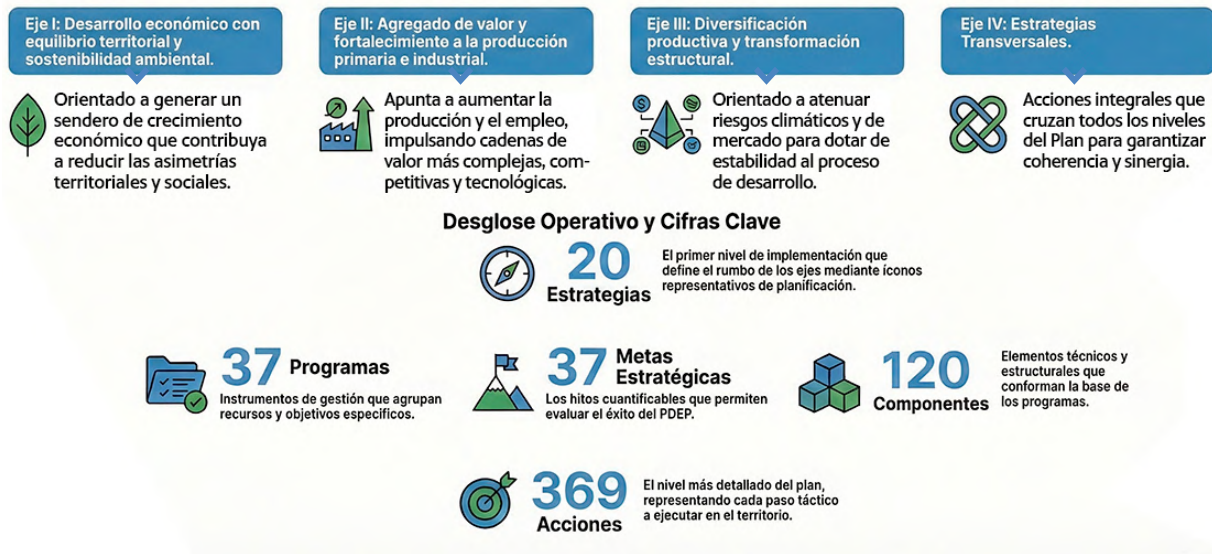 Eje I: Desarrollo económico con
equilibrio territorial y
sostenibilidad ambiental.
Orientado a generar un
sendero de crecimiento
económico que contribuya
a reducir las asimetrías
territoriales y sociales.
Eje II: Agregado de valor y
fortalecimiento a la producción
primaria e industrial.
Apunta a aumentar la
producción y el empleo,
impulsando cadenas de
valor más complejas, com-
petitivas y tecnológicas.
Eje III: Diversificación
productiva y transformación
estructural.
Orientado a atenuar
riesgos climáticos y de
mercado para dotar de
estabilidad al proceso
de desarrollo.
Eje IV: Estrategias
Transversales.
Acciones integrales que
cruzan todos los niveles
del Plan para garantizar
coherencia y sinergia.
Desglose Operativo y Cifras Clave
20
Estrategias
El primer nivel de implementación que
define el rumbo de los ejes mediante íconos
representativos de planificación.
37 Programas
Instrumentos de gestión que agrupan
recursos y objetivos especificos.
37 Metas
Estratégicas
Los hitos cuantificables que permiten
evaluar el éxito del PDEP.
120
Componentes
Elementos técnicos y
estructurales que
conforman la base de
los programas.
369
Acciones
El nivel más detallado del plan,
representando cada paso táctico
a ejecutar en el territorio.